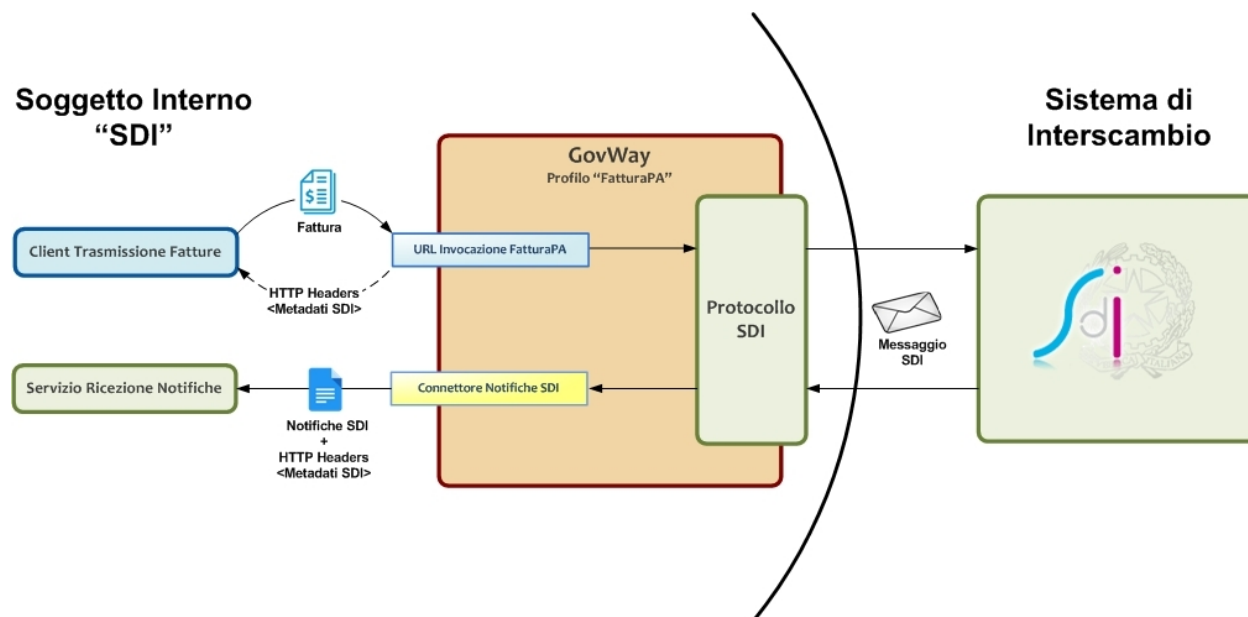 Soggetto Interno
“SDI”
Sistema di
Interscambio
GovWay
Profilo “FatturaPA”
Fattura
Client Trasmissione Fatture
URL Invocazione FatturaPA
HTTP Headers
<Metadati SDI>
Protocollo
SDI
Messaggio
SDI
Servizio Ricezione Notifiche
Connettore Notifiche SDI
Notifiche SDI
+
HTTP Headers
<Metadati SDI>
Sdi